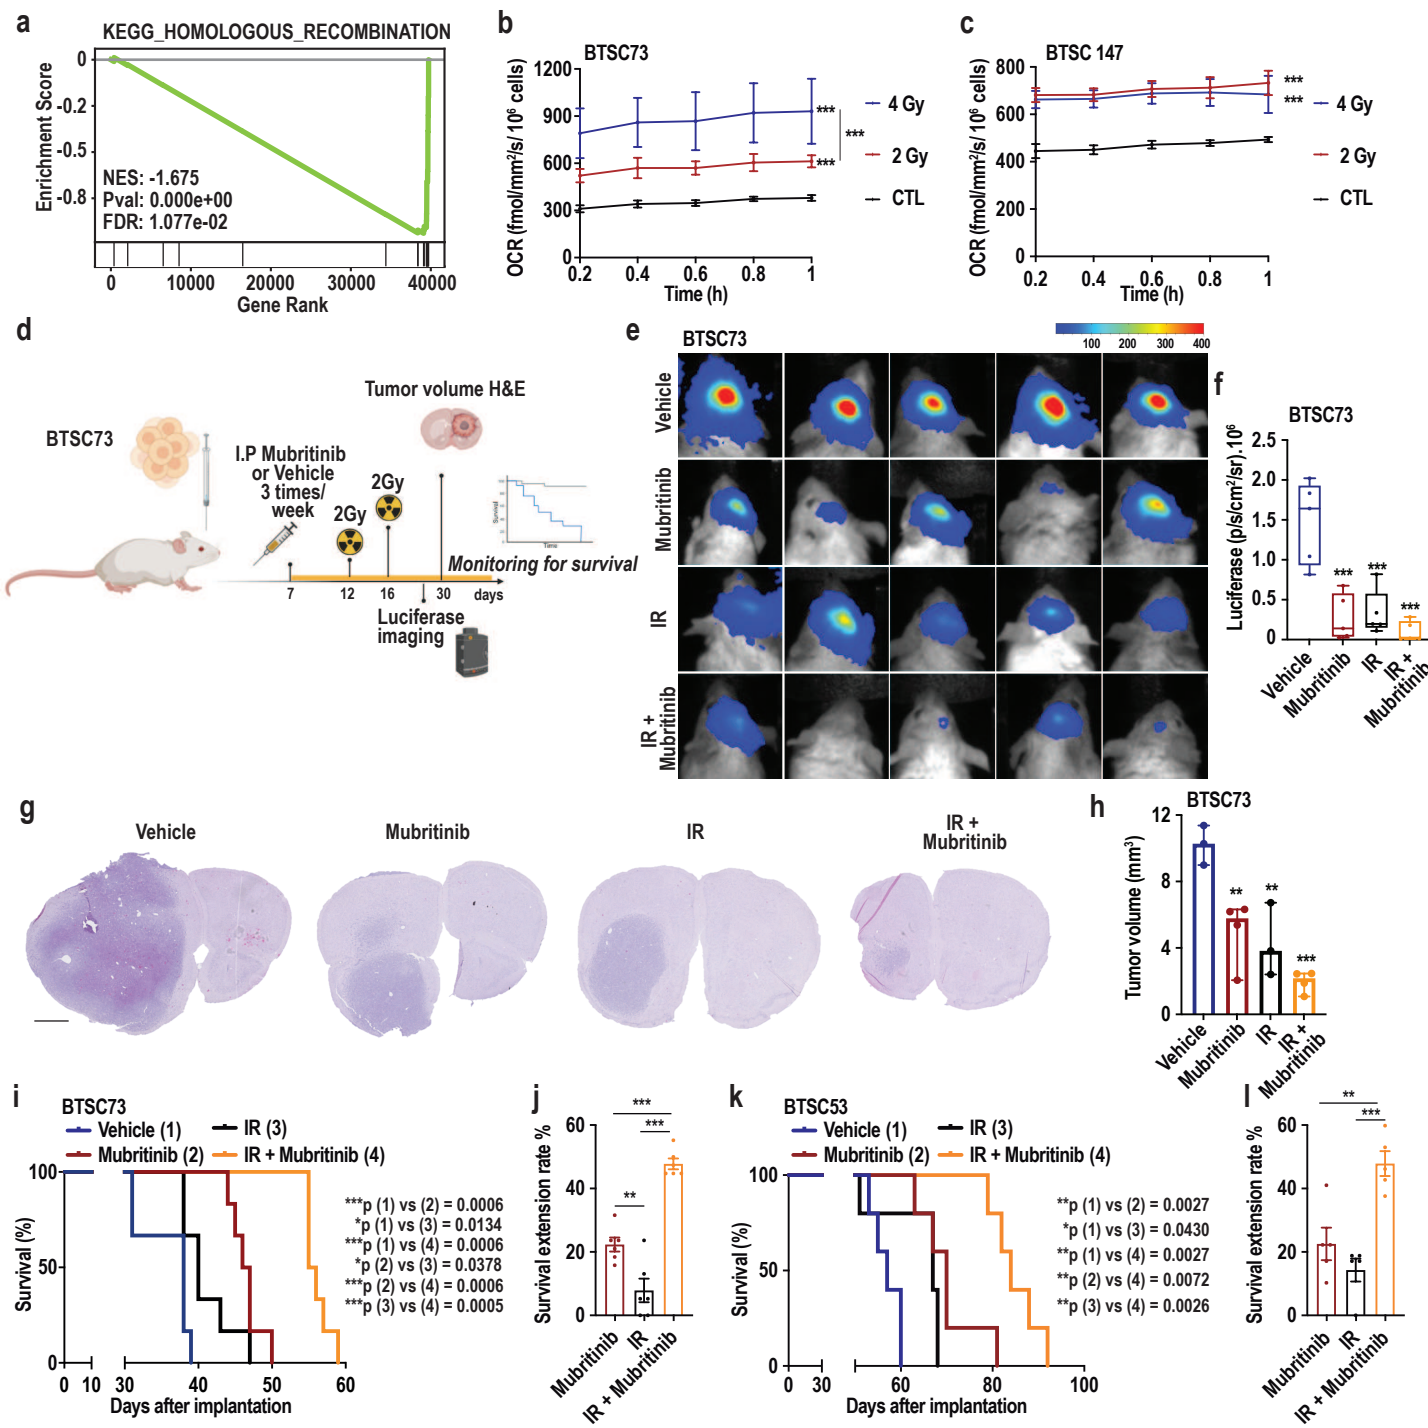 a
KEGG_HOMOLOGOUS_RECOMBINATION
Enrichment Score
0
-0.2
-0.5
-0.8
NES: -1.675
Pval: 0.000e+00
FDR: 1.077e-02
0 10000 20000 30000 40000
Gene Rank
b
BTSC73
OCR (fmol/mm²/s/ 10⁶ cells)
1200
900
600
300
0
0.2 0.4 0.6 0.8 1
Time (h)
***
***
***
4 Gy
2 Gy
CTL
c
BTSC 147
OCR (fmol/mm²/s/ 10⁶ cells)
800
600
400
200
0
0.2 0.4 0.6 0.8 1
Time (h)
***
***
4 Gy
2 Gy
CTL
d
BTSC73
I.P Mubritinib
or Vehicle
3 times/
week
2Gy
2Gy
Tumor volume H&E
Survival
Time
Monitoring for survival
7 12 16 30 days
Luciferase
imaging
e
BTSC73
100 200 300 400
Vehicle
Mubritinib
IR
IR +
Mubritinib
f
BTSC73
Luciferase (p/s/cm²/sr).10⁶
2.5
2.0
1.5
1.0
0.5
0
***
***
***
Vehicle
Mubritinib
IR
IR +
Mubritinib
g
Vehicle
Mubritinib
IR
IR +
Mubritinib
h
BTSC73
Tumor volume (mm³)
12
8
4
0
**
**
***
Vehicle
Mubritinib
IR
IR +
Mubritinib
i
BTSC73
Vehicle (1)
IR (3)
Mubritinib (2)
IR + Mubritinib (4)
Survival (%)
100
50
0
0 10 30 40 50 60
Days after implantation
***p (1) vs (2) = 0.0006
*p (1) vs (3) = 0.0134
***p (1) vs (4) = 0.0006
*p (2) vs (3) = 0.0378
***p (2) vs (4) = 0.0006
***p (3) vs (4) = 0.0005
j
Survival extension rate %
60
40
20
0
***
***
**
Mubritinib
IR
IR + Mubritinib
k
BTSC53
Vehicle (1)
IR (3)
Mubritinib (2)
IR + Mubritinib (4)
Survival (%)
100
50
0
0 30 60 80 100
Days after implantation
**p (1) vs (2) = 0.0027
*p (1) vs (3) = 0.0430
**p (1) vs (4) = 0.0027
**p (2) vs (4) = 0.0072
**p (3) vs (4) = 0.0026
l
Survival extension rate %
60
40
20
0
**
***
Mubritinib
IR
IR + Mubritinib